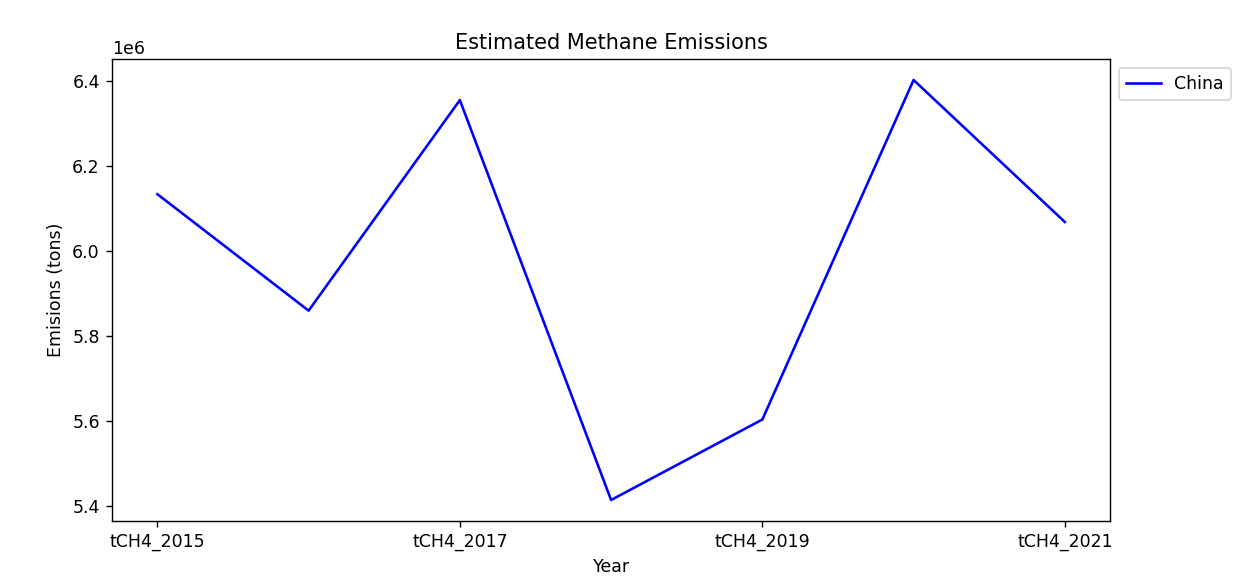 Estimated Methane Emissions
1e6
China
6.4
6.2
6.0
5.8
5.6
5.4
Emisions (tons)
tCH4_2015 tCH4_2017 tCH4_2019 tCH4_2021
Year